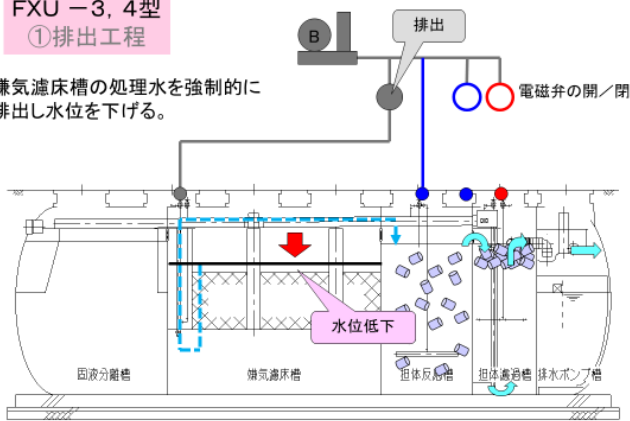 FXU －3，4型
①排出工程
嫌気濾床槽の処理水を強制的に
排出し水位を下げる。
B
排出
電磁弁の開／閉
水位低下
固液分離槽
嫌気濾床槽
担体反応槽
担体濾過槽
排水ポンプ槽